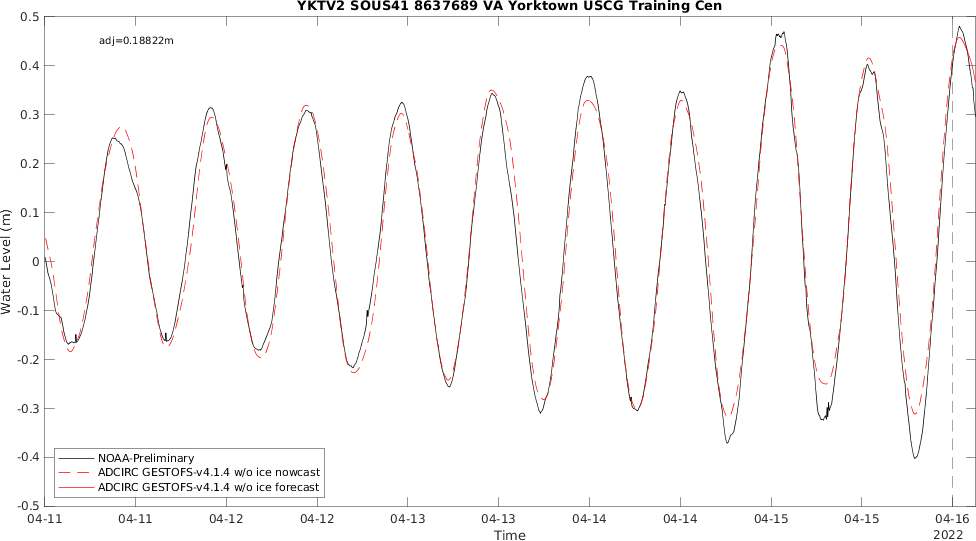 YKTV2 SOUS41 8637689 VA Yorktown USCG Training Cen
adj=0.18822m
0.5
0.4
0.3
0.2
0.1
0
-0.1
-0.2
-0.3
-0.4
-0.5
Water Level (m)
NOAA-Preliminary
ADCIRC GESTOFS-v4.1.4 w/o ice nowcast
ADCIRC GESTOFS-v4.1.4 w/o ice forecast
04-11 04-11 04-12 04-12 04-13 04-13 04-14 04-14 04-15 04-15 04-16
Time
2022